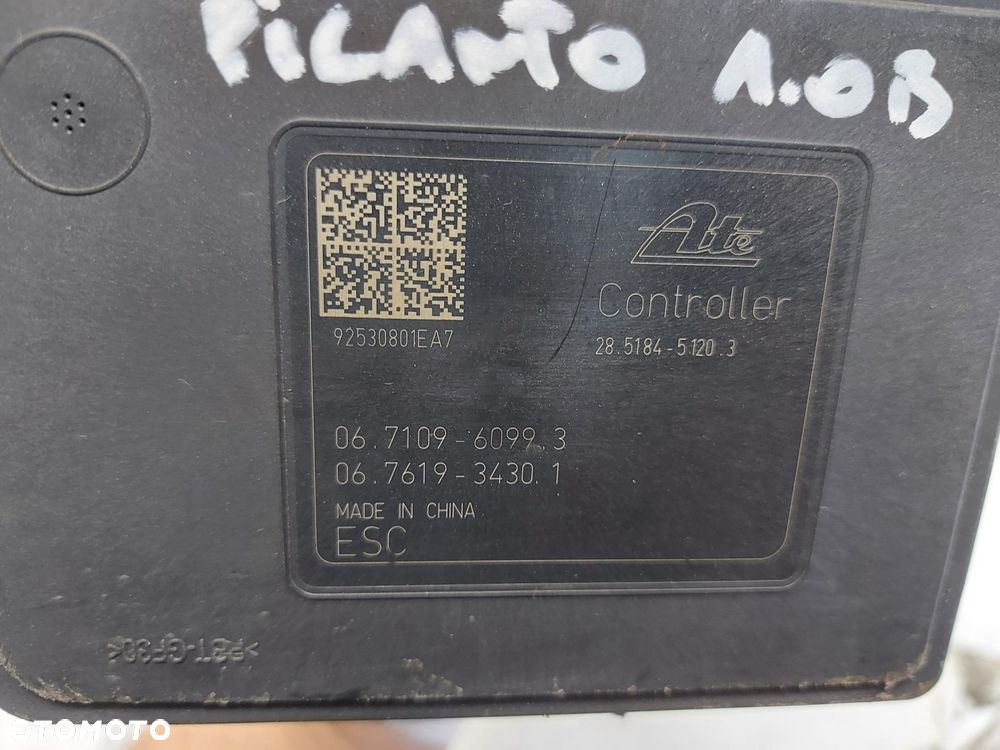 PICANTO 1.0B
Ate
Controller
92530801EA7
28.5184-5120.3
06.7109-6099.3
06.7619-3430.1
MADE IN CHINA
ESC
>PBT-GF30<
OTOMOTO